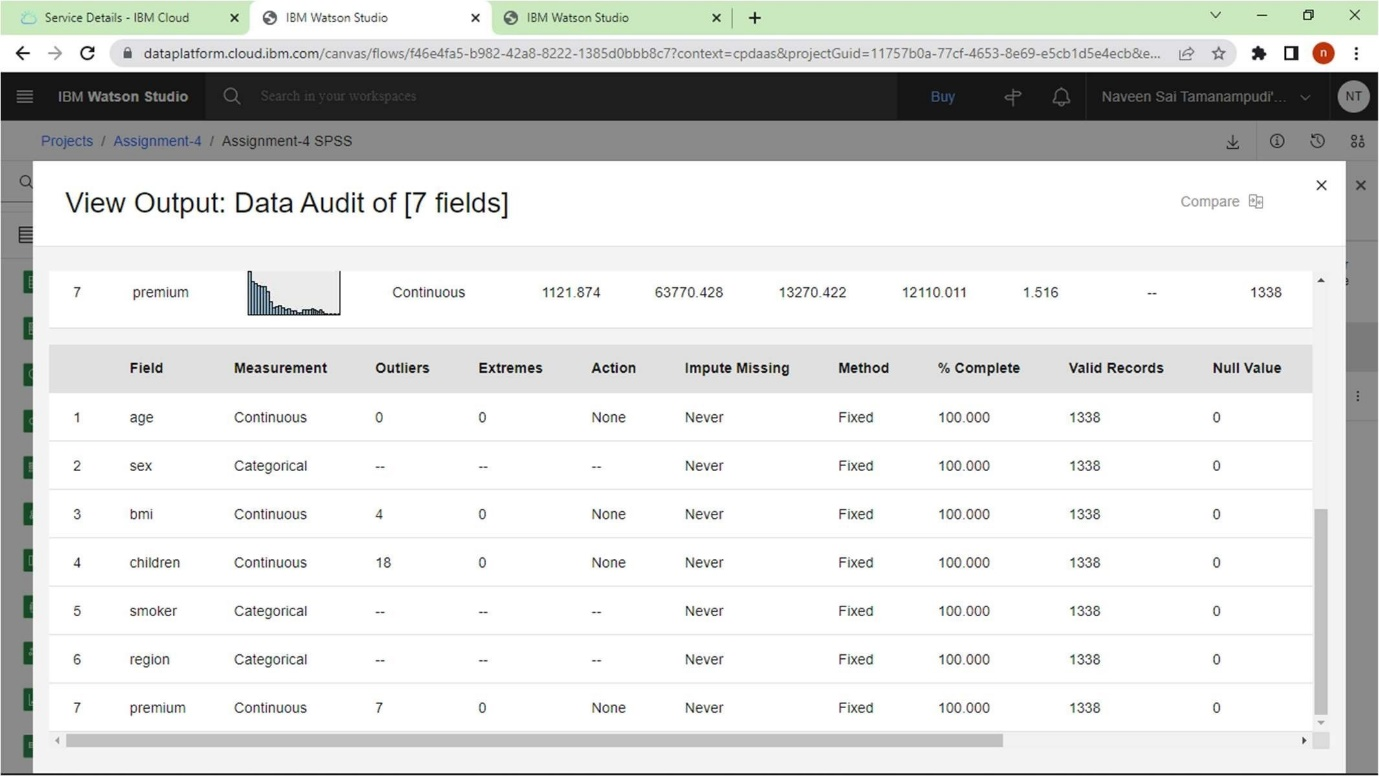 Service Details - IBM Cloud
IBM Watson Studio
IBM Watson Studio
dataplatform.cloud.ibm.com/canvas/flows/f46e4fa5-b982-42a8-8222-1385d0bbb8c7?context=cpdaas&projectGuid=11757b0a-77cf-4653-8e69-e5cb1d5e4ecb&e...
n
IBM Watson Studio
Search in your workspaces
Buy
Naveen Sai Tamanampudi'...
NT
Projects / Assignment-4 / Assignment-4 SPSS
View Output: Data Audit of [7 fields]
Compare
7 premium Continuous 1121.874 63770.428 13270.422 12110.011 1.516 -- 1338
Field Measurement Outliers Extremes Action Impute Missing Method % Complete Valid Records Null Value
1 age Continuous 0 0 None Never Fixed 100.000 1338 0
2 sex Categorical -- -- -- Never Fixed 100.000 1338 0
3 bmi Continuous 4 0 None Never Fixed 100.000 1338 0
4 children Continuous 18 0 None Never Fixed 100.000 1338 0
5 smoker Categorical -- -- -- Never Fixed 100.000 1338 0
6 region Categorical -- -- -- Never Fixed 100.000 1338 0
7 premium Continuous 7 0 None Never Fixed 100.000 1338 0